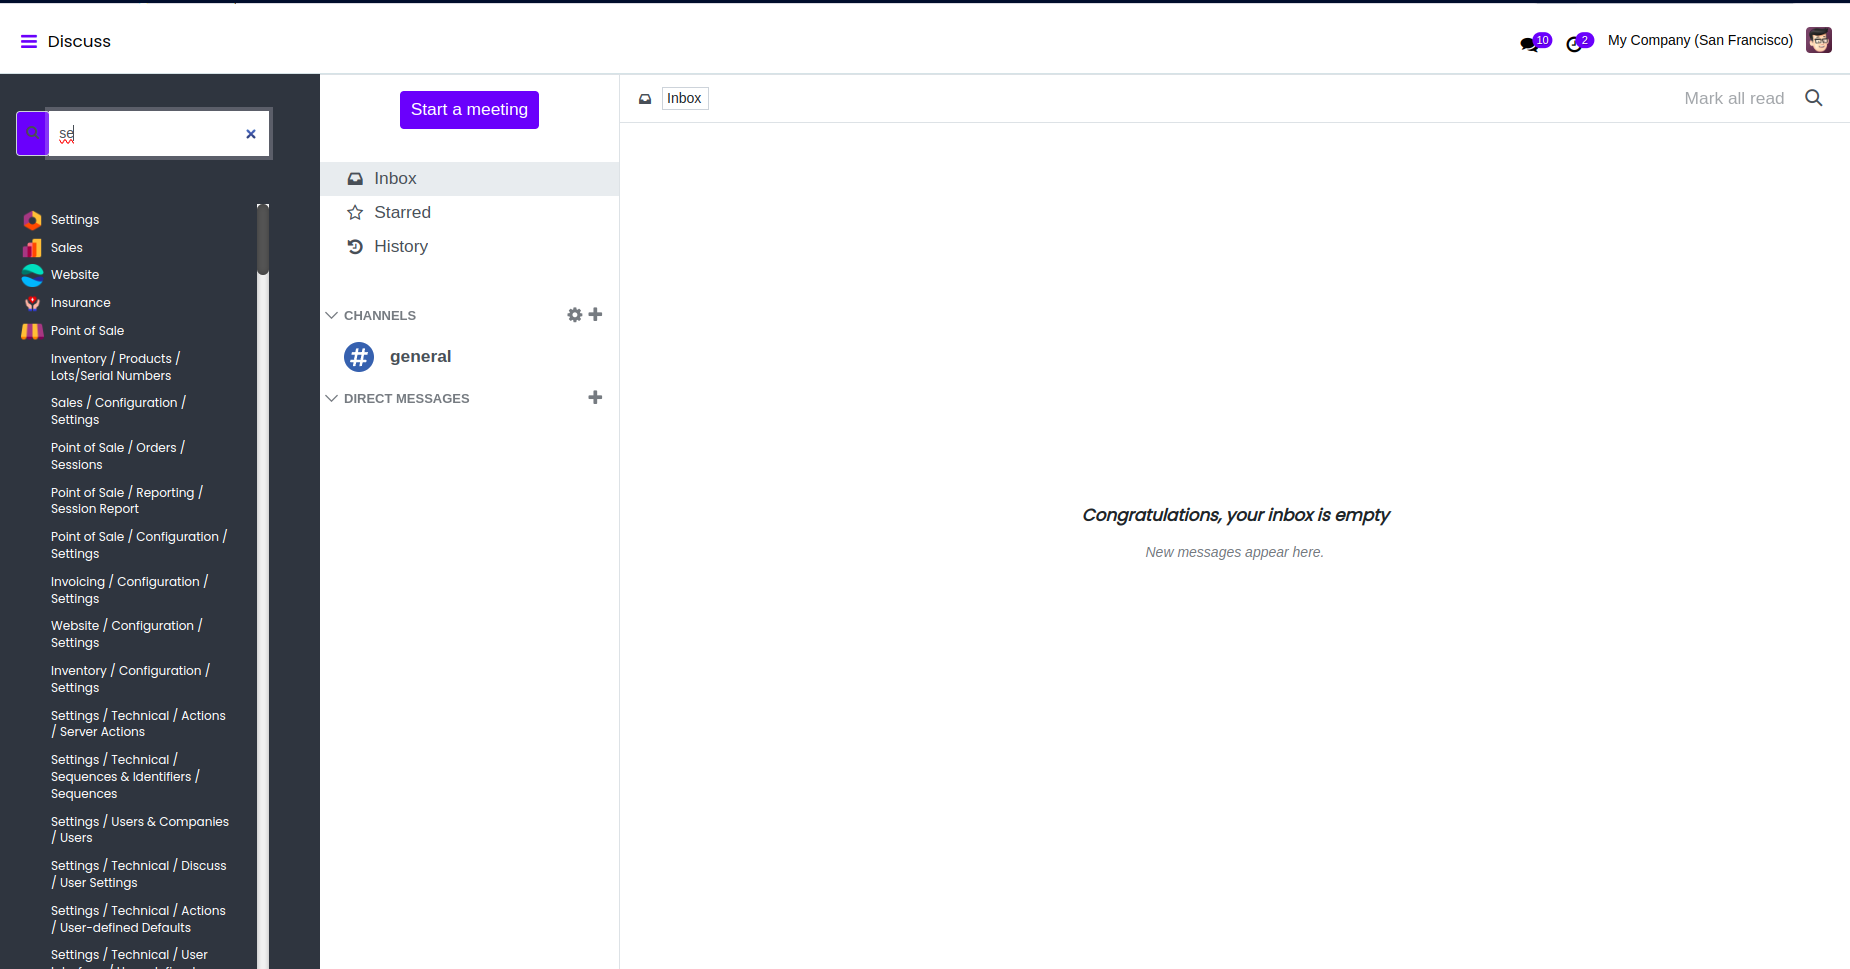 Discuss
10
2
My Company (San Francisco)
se
Settings
Sales
Website
Insurance
Point of Sale
Inventory / Products /
Lots/Serial Numbers
Sales / Configuration /
Settings
Point of Sale / Orders /
Sessions
Point of Sale / Reporting /
Session Report
Point of Sale / Configuration /
Settings
Invoicing / Configuration /
Settings
Website / Configuration /
Settings
Inventory / Configuration /
Settings
Settings / Technical / Actions
/ Server Actions
Settings / Technical /
Sequences & Identifiers /
Sequences
Settings / Users & Companies
/ Users
Settings / Technical / Discuss
/ User Settings
Settings / Technical / Actions
/ User-defined Defaults
Settings / Technical / User
Start a meeting
Inbox
Starred
History
CHANNELS
general
DIRECT MESSAGES
Inbox
Mark all read
Congratulations, your inbox is empty
New messages appear here.